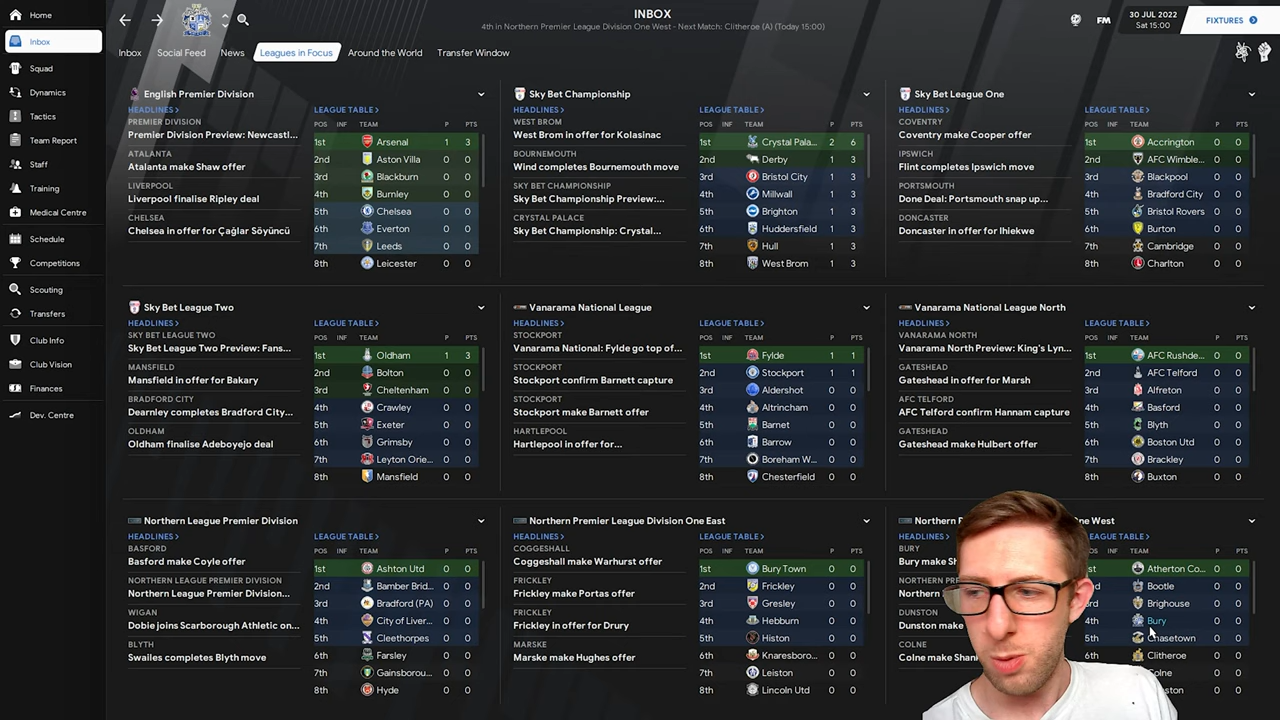 Home
Inbox
Squad
Dynamics
Tactics
Team Report
Staff
Training
Medical Centre
Schedule
Competitions
Scouting
Transfers
Club Info
Club Vision
Finances
Dev. Centre
INBOX
4th in Northern Premier League Division One West - Next Match: Clitheroe (A) (Today 15:00)
FM
30 JUL 2022
Sat 15:00
FIXTURES
Inbox
Social Feed
News
Leagues in Focus
Around the World
Transfer Window
English Premier Division
HEADLINES >
PREMIER DIVISION
Premier Division Preview: Newcastl...
ATALANTA
Atalanta make Shaw offer
LIVERPOOL
Liverpool finalise Ripley deal
CHELSEA
Chelsea in offer for Çağlar Söyüncü
LEAGUE TABLE >
POS INF TEAM P PTS
1st Arsenal 1 3
2nd Aston Villa 0 0
3rd Blackburn 0 0
4th Burnley 0 0
5th Chelsea 0 0
6th Everton 0 0
7th Leeds 0 0
8th Leicester 0 0
Sky Bet Championship
HEADLINES >
WEST BROM
West Brom in offer for Kolasinac
BOURNEMOUTH
Wind completes Bournemouth move
SKY BET CHAMPIONSHIP
Sky Bet Championship Preview:...
CRYSTAL PALACE
Sky Bet Championship: Crystal...
LEAGUE TABLE >
POS INF TEAM P PTS
1st Crystal Pala... 2 6
2nd Derby 1 3
3rd Bristol City 1 3
4th Millwall 1 3
5th Brighton 1 3
6th Huddersfield 1 3
7th Hull 1 3
8th West Brom 1 3
Sky Bet League One
HEADLINES >
COVENTRY
Coventry make Cooper offer
IPSWICH
Flint completes Ipswich move
PORTSMOUTH
Done Deal: Portsmouth snap up...
DONCASTER
Doncaster in offer for Ihiekwe
LEAGUE TABLE >
POS INF TEAM P PTS
1st Accrington 0 0
2nd AFC Wimble... 0 0
3rd Blackpool 0 0
4th Bradford City 0 0
5th Bristol Rovers 0 0
6th Burton 0 0
7th Cambridge 0 0
8th Charlton 0 0
Sky Bet League Two
HEADLINES >
SKY BET LEAGUE TWO
Sky Bet League Two Preview: Fans...
MANSFIELD
Mansfield in offer for Bakary
BRADFORD CITY
Dearnley completes Bradford City...
OLDHAM
Oldham finalise Adeboyejo deal
LEAGUE TABLE >
POS INF TEAM P PTS
1st Oldham 1 3
2nd Bolton 0 0
3rd Cheltenham 0 0
4th Crawley 0 0
5th Exeter 0 0
6th Grimsby 0 0
7th Leyton Orie... 0 0
8th Mansfield 0 0
Vanarama National League
HEADLINES >
STOCKPORT
Vanarama National: Fylde go top of...
STOCKPORT
Stockport confirm Barnett capture
STOCKPORT
Stockport make Barnett offer
HARTLEPOOL
Hartlepool in offer for...
LEAGUE TABLE >
POS INF TEAM P PTS
1st Fylde 1 1
2nd Stockport 1 1
3rd Aldershot 0 0
4th Altrincham 0 0
5th Barnet 0 0
6th Barrow 0 0
7th Boreham W... 0 0
8th Chesterfield 0 0
Vanarama National League North
HEADLINES >
VANARAMA NORTH
Vanarama North Preview: King's Lyn...
GATESHEAD
Gateshead in offer for Marsh
AFC TELFORD
AFC Telford confirm Hannam capture
GATESHEAD
Gateshead make Hulbert offer
LEAGUE TABLE >
POS INF TEAM P PTS
1st AFC Rushde... 0 0
2nd AFC Telford 0 0
3rd Alfreton 0 0
4th Basford 0 0
5th Blyth 0 0
6th Boston Utd 0 0
7th Brackley 0 0
8th Buxton 0 0
Northern League Premier Division
HEADLINES >
BASFORD
Basford make Coyle offer
NORTHERN LEAGUE PREMIER DIVISION
Northern League Premier Division...
WIGAN
Dobie joins Scarborough Athletic on...
BLYTH
Swailes completes Blyth move
LEAGUE TABLE >
POS INF TEAM P PTS
1st Ashton Utd 0 0
2nd Bamber Brid... 0 0
3rd Bradford (PA) 0 0
4th City of Liver... 0 0
5th Cleethorpes 0 0
6th Farsley 0 0
7th Gainsborou... 0 0
8th Hyde 0 0
Northern Premier League Division One East
HEADLINES >
COGGESHALL
Coggeshall make Warhurst offer
FRICKLEY
Frickley make Portas offer
FRICKLEY
Frickley in offer for Drury
MARSKE
Marske make Hughes offer
LEAGUE TABLE >
POS INF TEAM P PTS
1st Bury Town 0 0
2nd Frickley 0 0
3rd Gresley 0 0
4th Hebburn 0 0
5th Histon 0 0
6th Knaresboro... 0 0
7th Leiston 0 0
8th Lincoln Utd 0 0
Northern One West
HEADLINES >
BURY
Bury make
NORTHERN
Northern
DUNSTON
Dunston make
COLNE
Colne make
LEAGUE TABLE >
TEAM P PTS
Atherton Co... 0 0
Bootle 0 0
Brighouse 0 0
4th Bury 0 0
5th Chasetown 0 0
Clitheroe 0 0
0 0
0 0